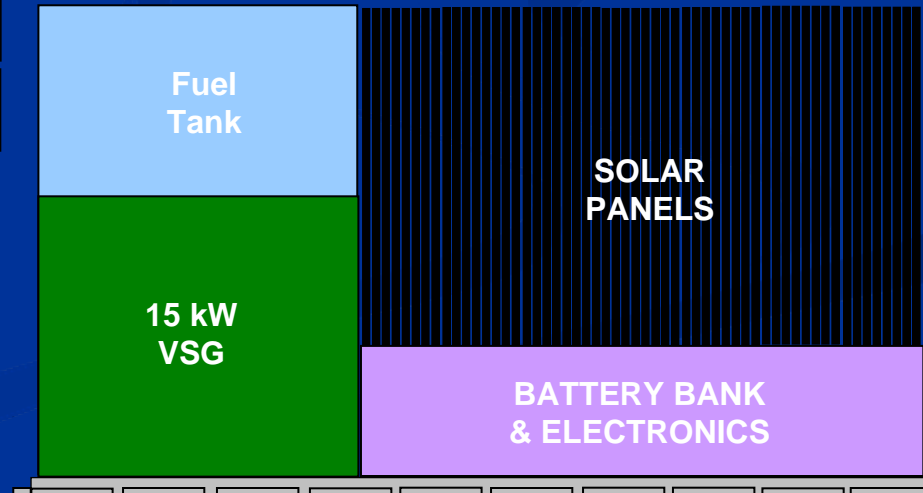 Fuel
Tank
SOLAR
PANELS
15 kW
VSG
BATTERY BANK
& ELECTRONICS